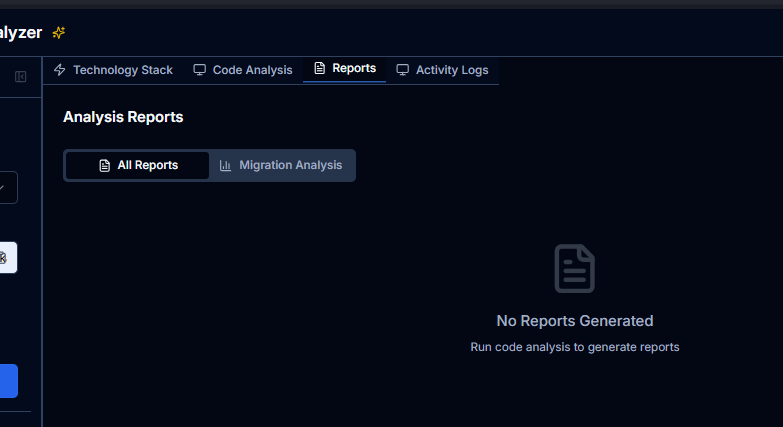 alyzer
Technology Stack Code Analysis Reports Activity Logs
Analysis Reports
All Reports Migration Analysis
No Reports Generated
Run code analysis to generate reports